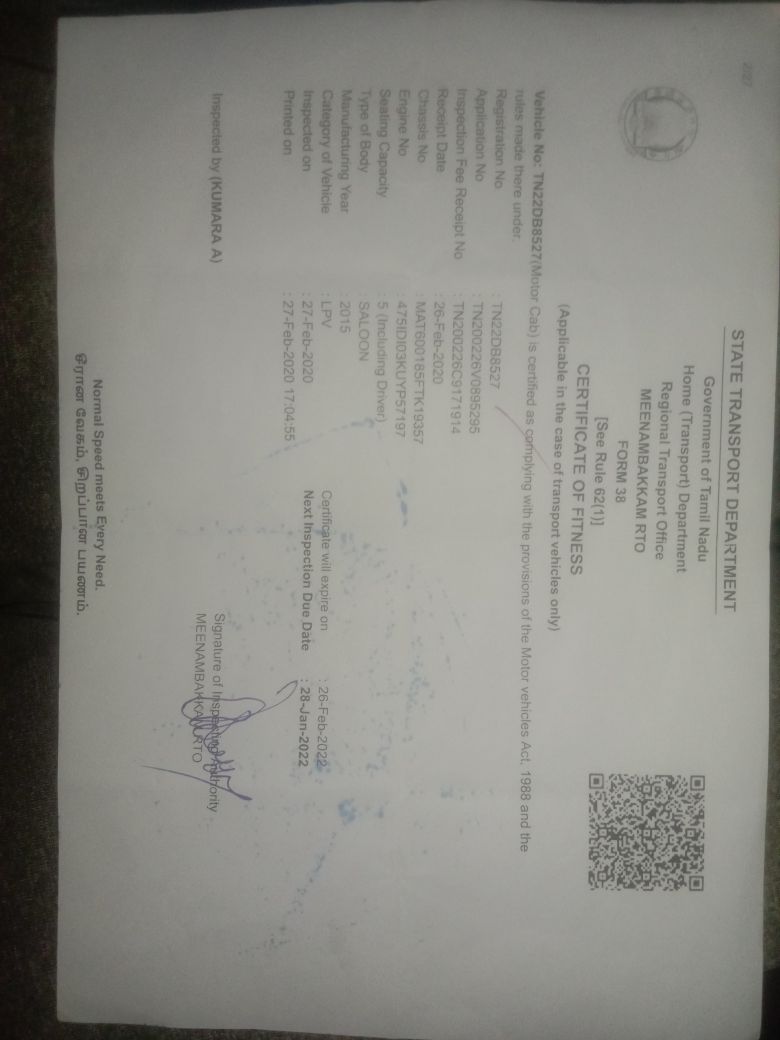 STATE TRANSPORT DEPARTMENT
Government of Tamil Nadu
Home (Transport) Department
Regional Transport Office
MEENAMBAKKAM RTO
FORM 38
[See Rule 62(1)]
CERTIFICATE OF FITNESS
(Applicable in the case of transport vehicles only)
Vehicle No: TN22DB8527(Motor Cab) is certified as complying with the provisions of the Motor vehicles Act, 1988 and the
rules made there under.
Registration No : TN22DB8527
Application No : TN200226V0895295
Inspection Fee Receipt No : TN200226C9171914
Receipt Date : 26-Feb-2020
Chassis No : MAT600185FTK19357
Engine No : 475IDI03KUYP57197
Seating Capacity : 5 (Including Driver)
Type of Body : SALOON
Manufacturing Year : 2015
Category of Vehicle : LPV Certificate will expire on : 26-Feb-2022
Inspected on : 27-Feb-2020 Next Inspection Due Date : 28-Jan-2022
Printed on : 27-Feb-2020 17:04:55
Inspected by (KUMARA A) Signature of Inspecting Authority
MEENAMBAKKAM RTO
Normal Speed meets Every Need.
சீரான வேகம், சிறப்பான பயணம்.